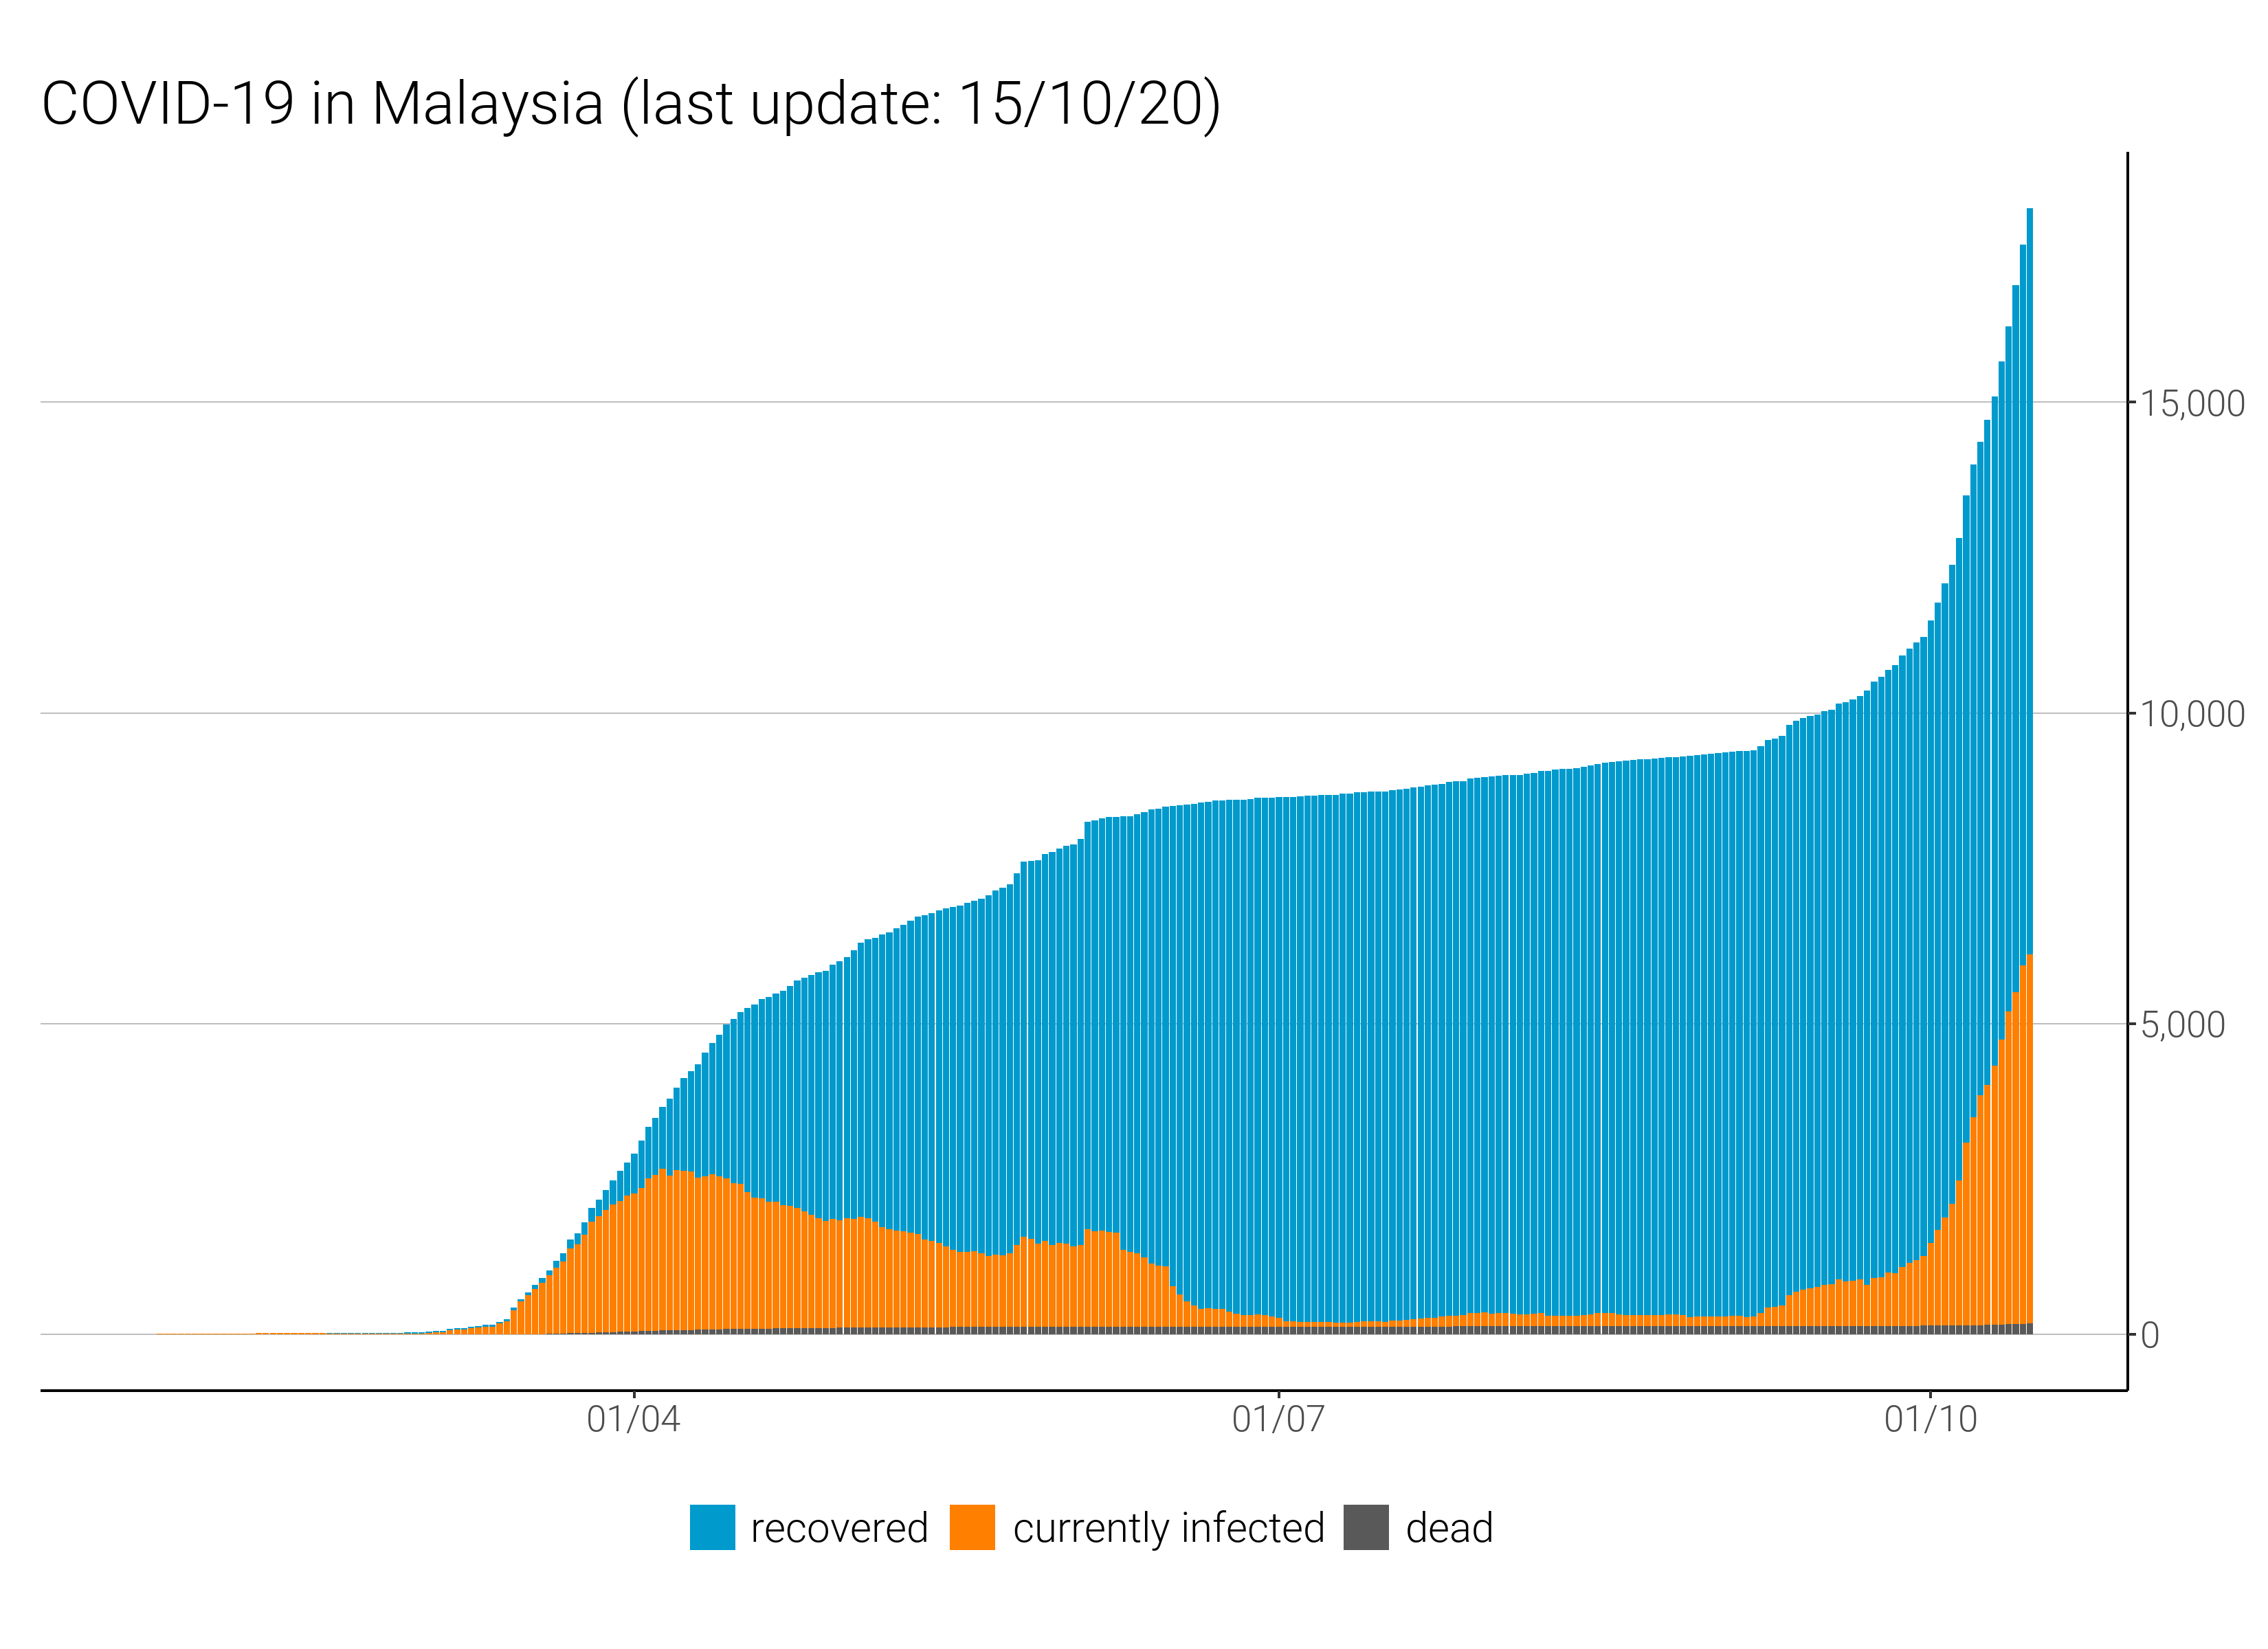 COVID-19 in Malaysia (last update: 15/10/20)
15,000
10,000
5,000
0
01/04 01/07 01/10
recovered currently infected dead